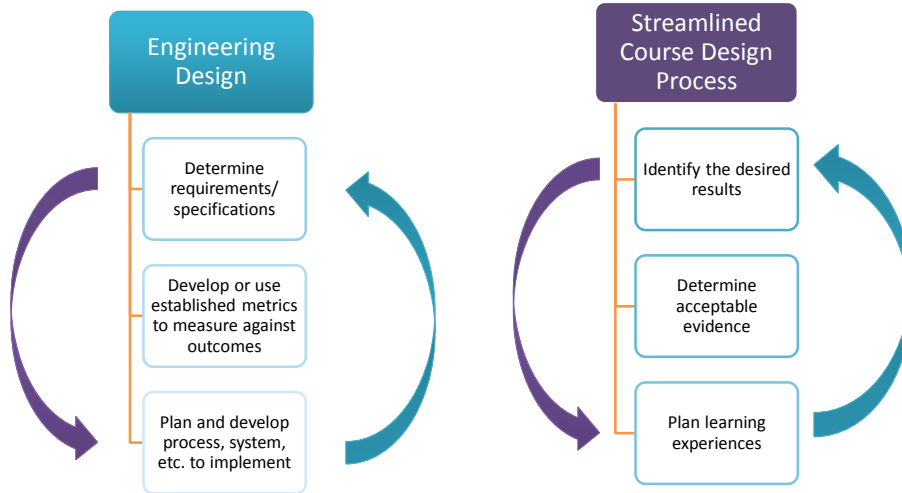 Engineering
Design
Determine
requirements/
specifications
Develop or use
established metrics
to measure against
outcomes
Plan and develop
process, system,
etc. to implement
Streamlined
Course Design
Process
Identify the desired
results
Determine
acceptable
evidence
Plan learning
experiences